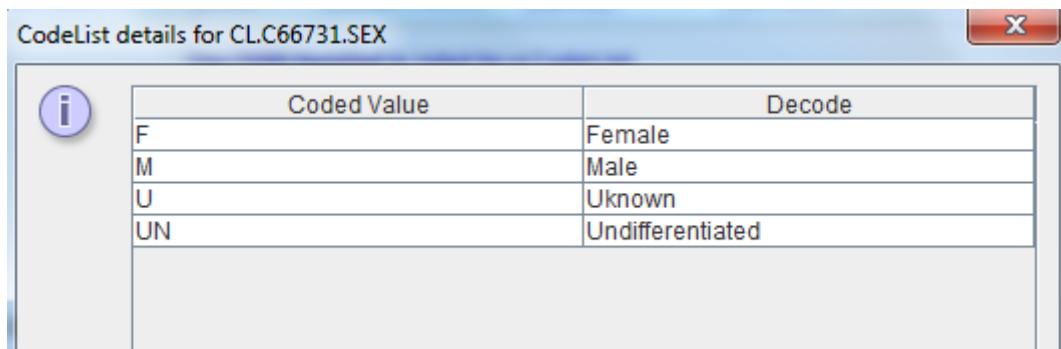 CodeList details for CL.C66731.SEX
Coded Value Decode
F Female
M Male
U Uknown
UN Undifferentiated